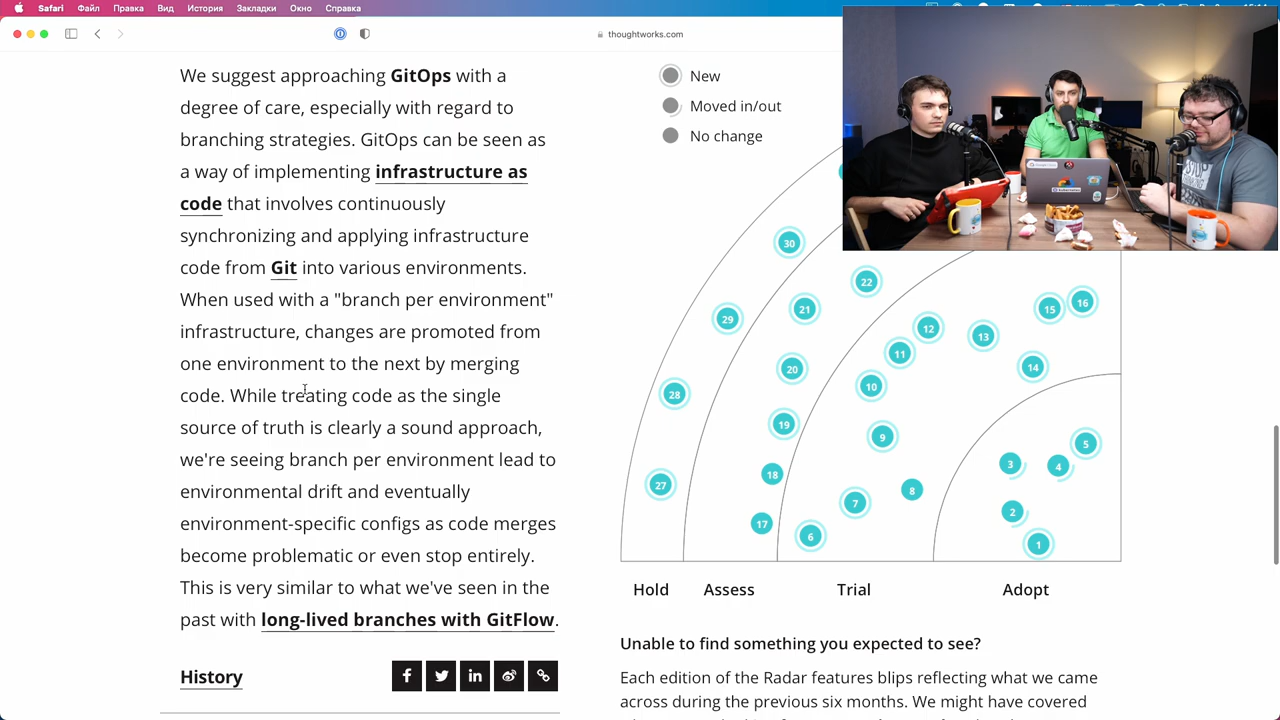 Safari Файл Правка Вид История Закладки Окно Справка
thoughtworks.com
We suggest approaching GitOps with a
degree of care, especially with regard to
branching strategies. GitOps can be seen as
a way of implementing infrastructure as
code that involves continuously
synchronizing and applying infrastructure
code from Git into various environments.
When used with a "branch per environment"
infrastructure, changes are promoted from
one environment to the next by merging
code. While treating code as the single
source of truth is clearly a sound approach,
we're seeing branch per environment lead to
environmental drift and eventually
environment-specific configs as code merges
become problematic or even stop entirely.
This is very similar to what we've seen in the
past with long-lived branches with GitFlow.
History
New
Moved in/out
No change
30
22
29
21
12
13
15
16
11
14
20
10
28
19
9
5
3
4
18
27
8
7
2
17
6
1
Hold Assess Trial Adopt
Unable to find something you expected to see?
Each edition of the Radar features blips reflecting what we came
across during the previous six months. We might have covered